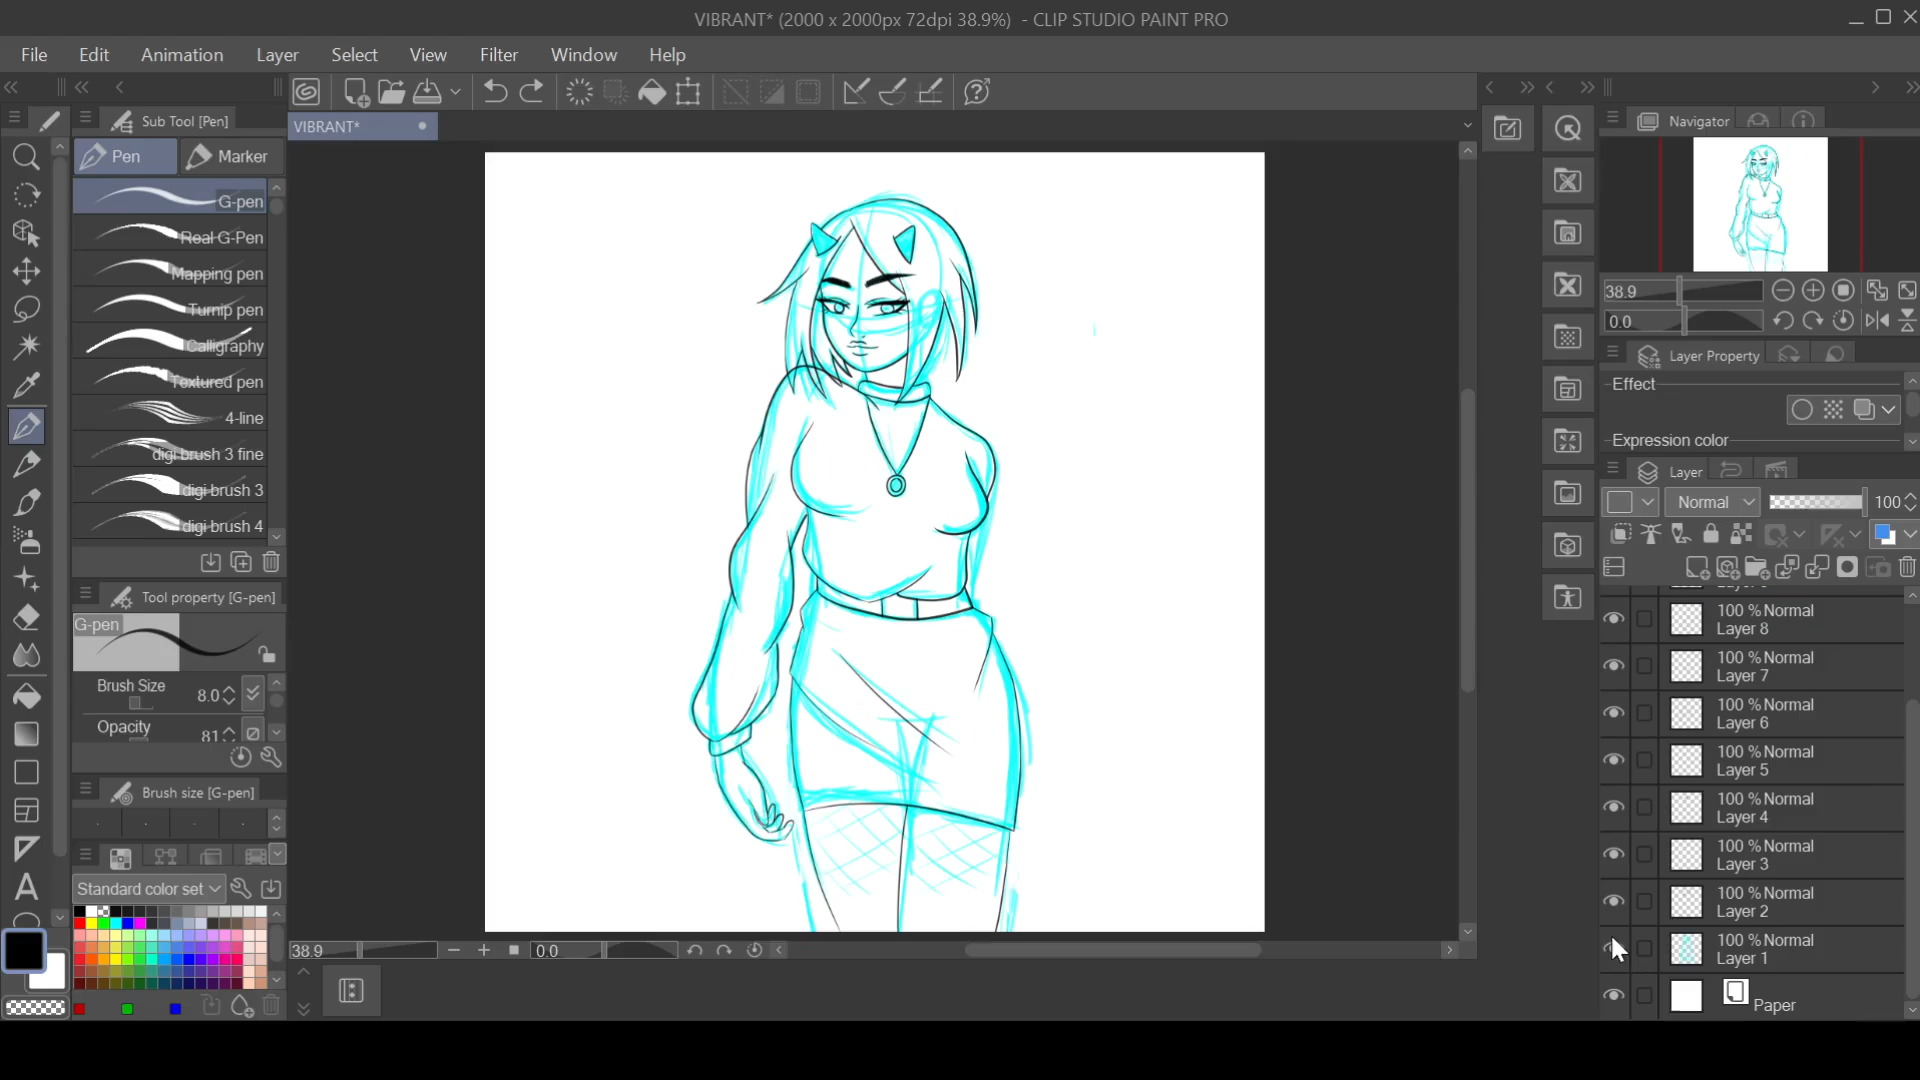 VIBRANT* (2000 x 2000px 72dpi 38.9%) - CLIP STUDIO PAINT PRO
File Edit Animation Layer Select View Filter Window Help
Sub Tool [Pen]
VIBRANT*
Navigator
Pen Marker
G-pen
Real G-Pen
Mapping pen
Turnip pen
Calligraphy
Textured pen
4-line
digi brush 3 fine
digi brush 3
digi brush 4
Tool property [G-pen]
G-pen
Brush Size 8.0
Opacity 81
Brush size [G-pen]
Standard color set
38.9 0.0
38.9
0.0
Layer Property
Effect
Expression color
Layer
Normal 100
100 % Normal
Layer 8
100 % Normal
Layer 7
100 % Normal
Layer 6
100 % Normal
Layer 5
100 % Normal
Layer 4
100 % Normal
Layer 3
100 % Normal
Layer 2
100 % Normal
Layer 1
Paper